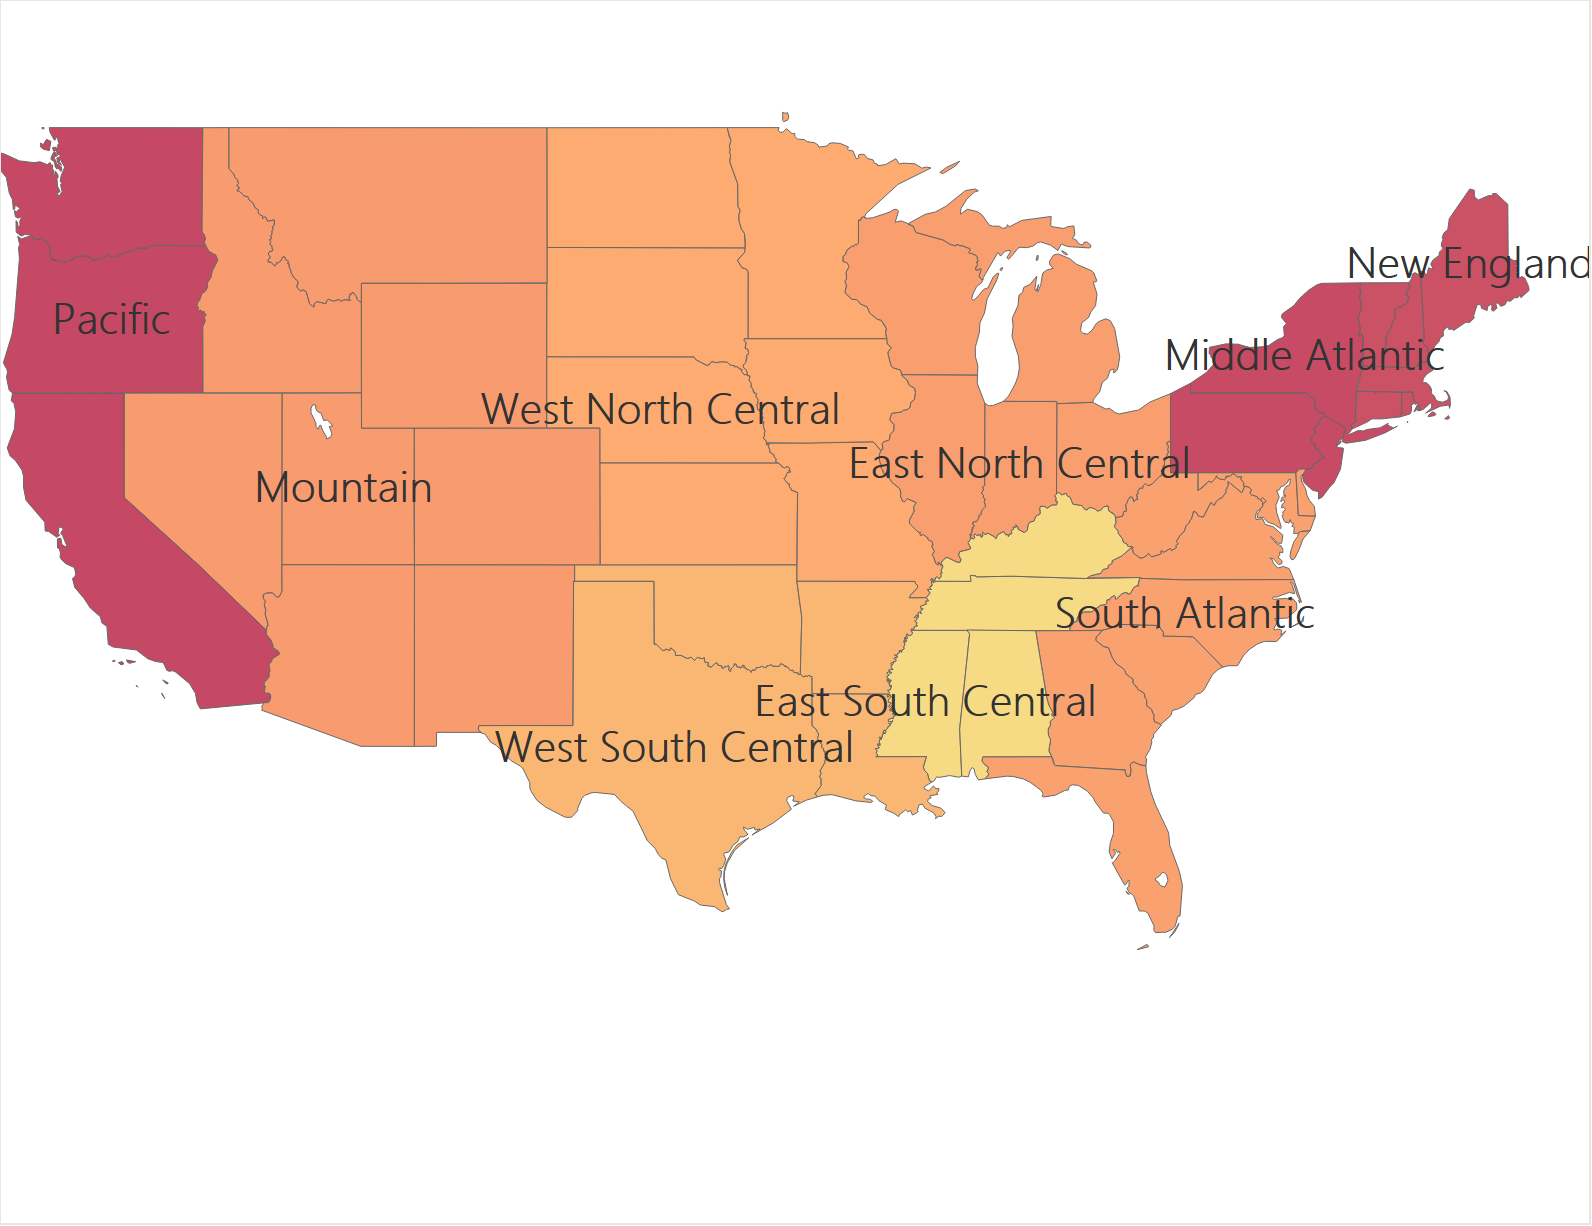 New England
Pacific
Middle Atlantic
West North Central
East North Central
Mountain
South Atlantic
East South Central
West South Central